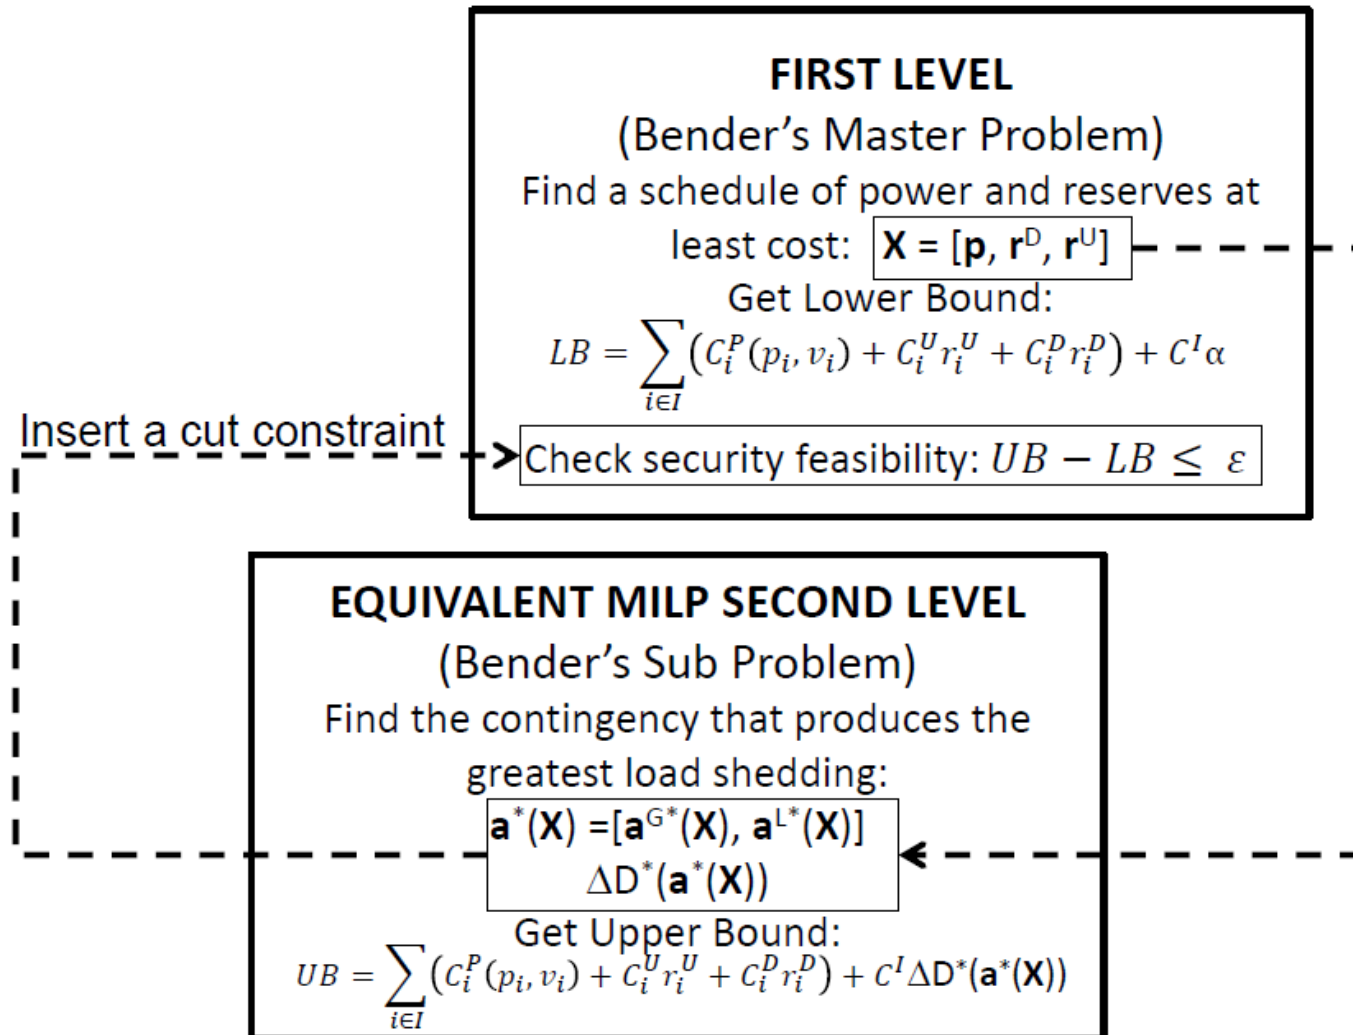 FIRST LEVEL
(Bender's Master Problem)
Find a schedule of power and reserves at
least cost: X = [p, r^D, r^U]
Get Lower Bound:
LB = ∑_{i∈I} (C_i^P(p_i, v_i) + C_i^U r_i^U + C_i^D r_i^D) + C^I α
Insert a cut constraint
Check security feasibility: UB − LB ≤ ε
EQUIVALENT MILP SECOND LEVEL
(Bender's Sub Problem)
Find the contingency that produces the
greatest load shedding:
a^*(X) =[a^{G*}(X), a^{L*}(X)]
ΔD^*(a^*(X))
Get Upper Bound:
UB = ∑_{i∈I} (C_i^P(p_i, v_i) + C_i^U r_i^U + C_i^D r_i^D) + C^I ΔD^*(a^*(X))